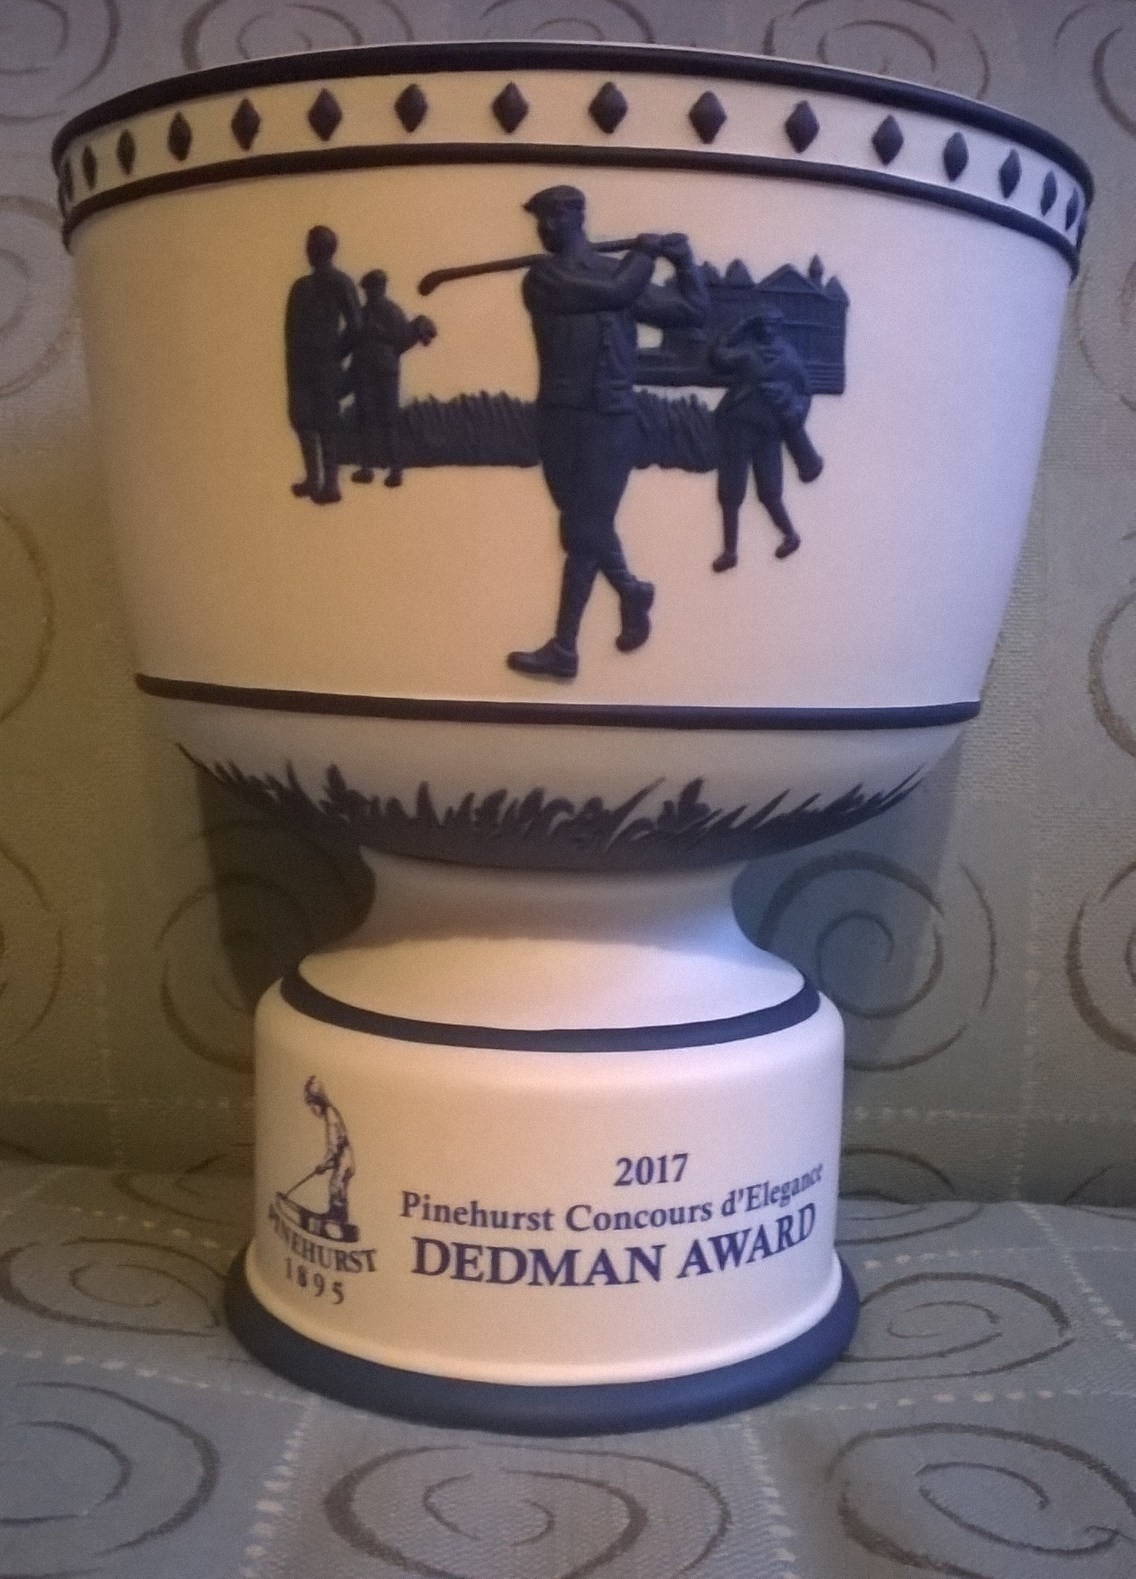 PINEHURST
1895
2017
Pinehurst Concours d'Elegance
DEDMAN AWARD